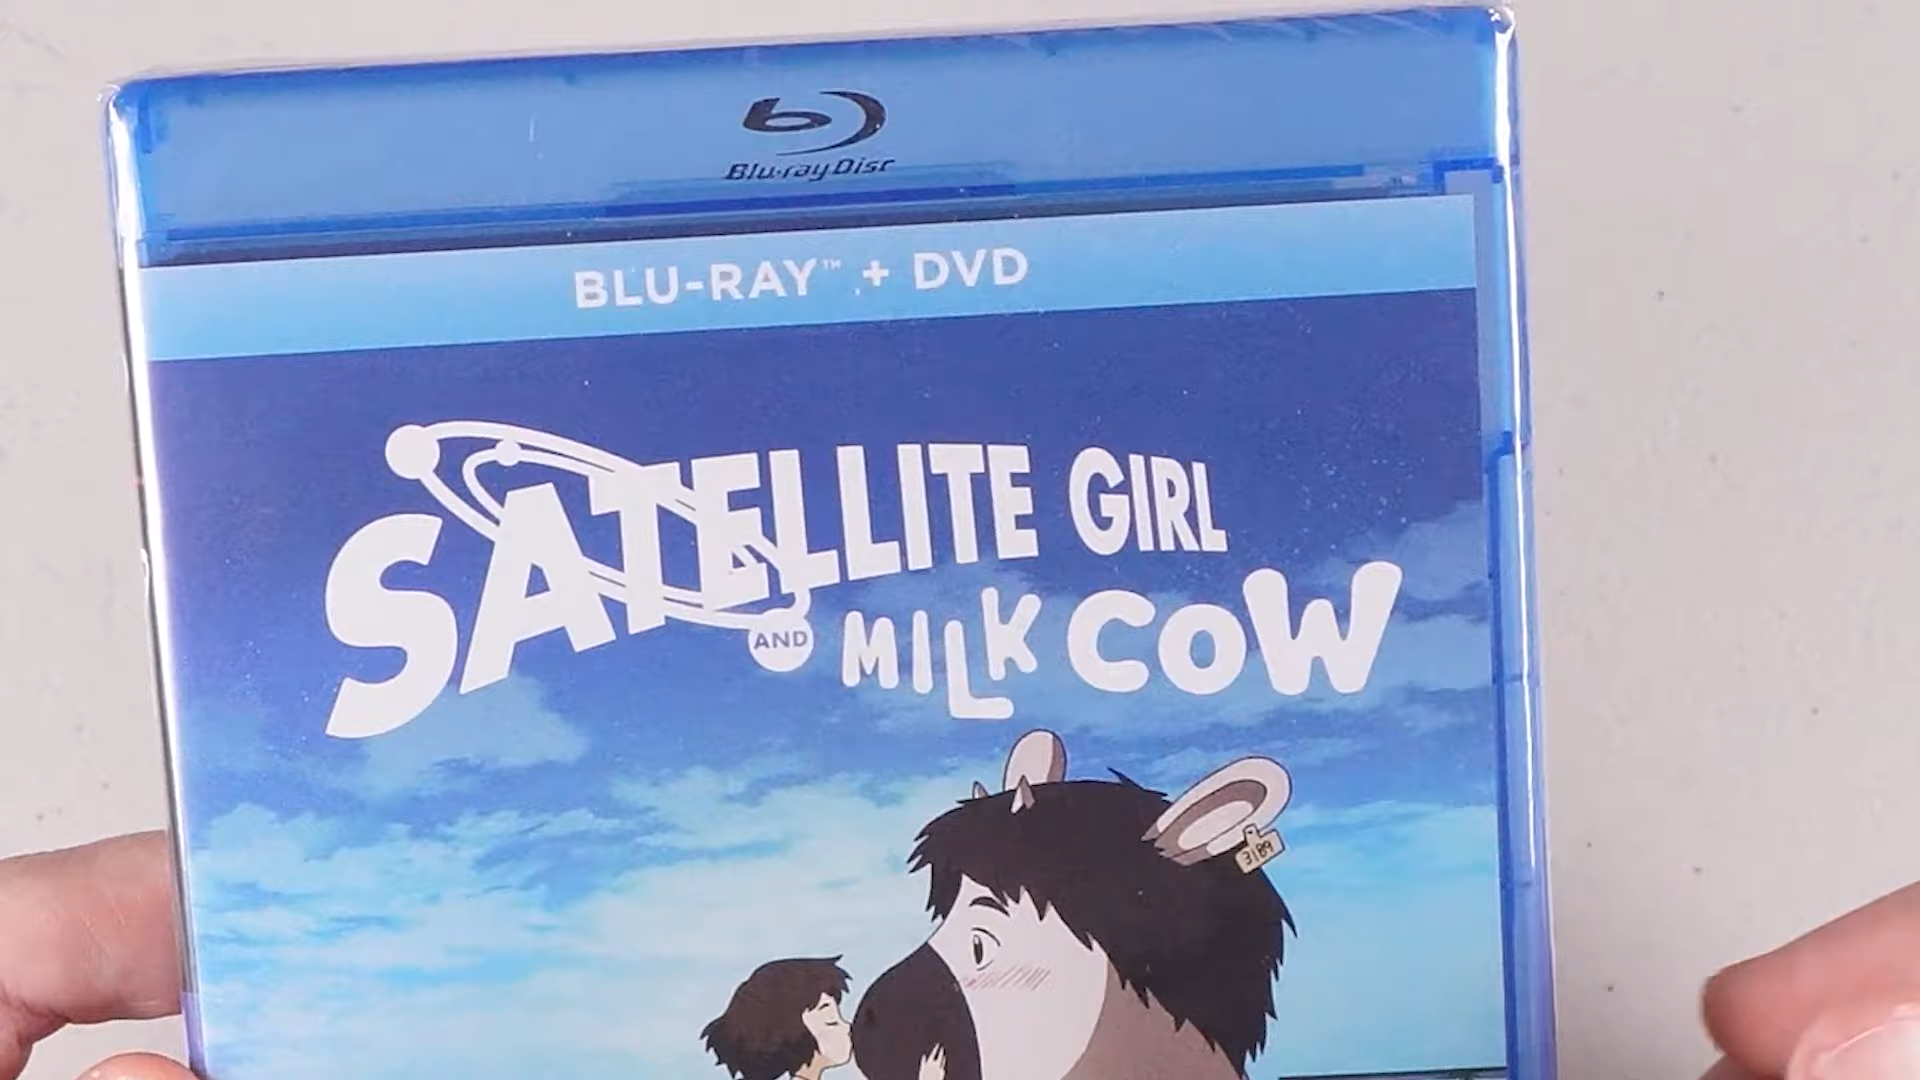 Blu-ray Disc
BLU-RAY™ + DVD
SATELLITE GIRL
AND MILK COW
3189